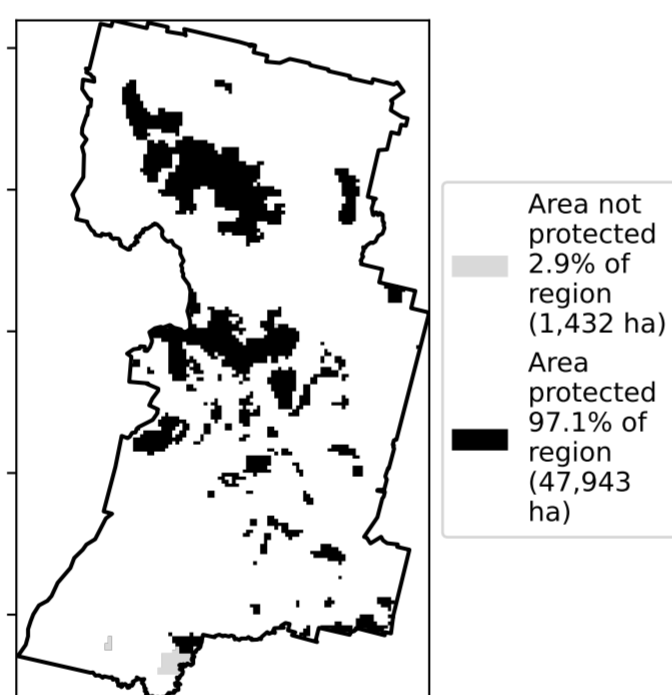 Area not
protected
2.9% of
region
(1,432 ha)
Area
protected
97.1% of
region
(47,943
ha)